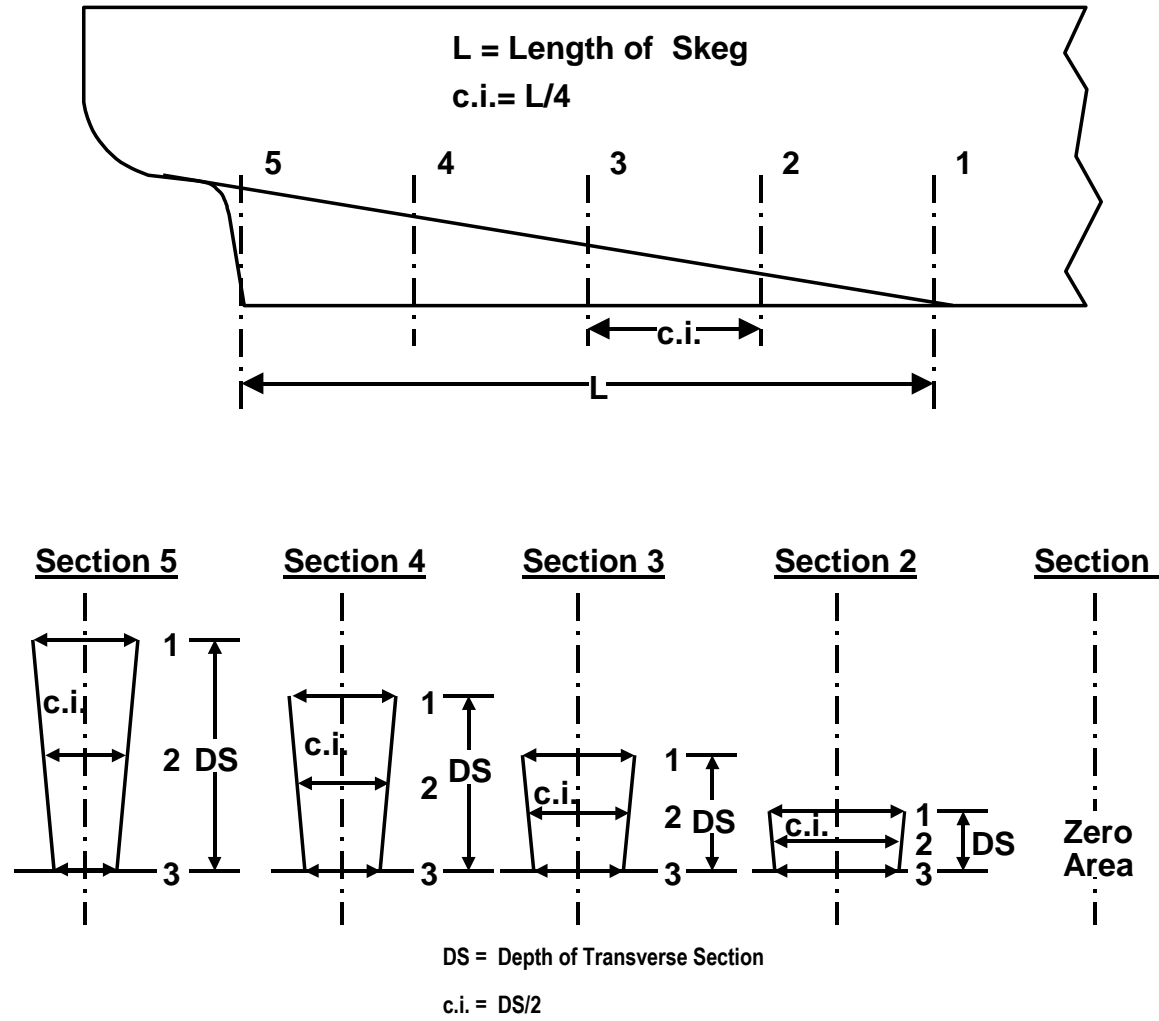 L = Length of Skeg
c.i.= L/4
5 4 3 2 1
c.i.
L
Section 5 Section 4 Section 3 Section 2 Section
1
c.i.
2 DS
3
1
c.i.
DS
2
3
1
c.i.
2 DS
3
1
c.i.
2 DS
3
Zero
Area
DS = Depth of Transverse Section
c.i. = DS/2